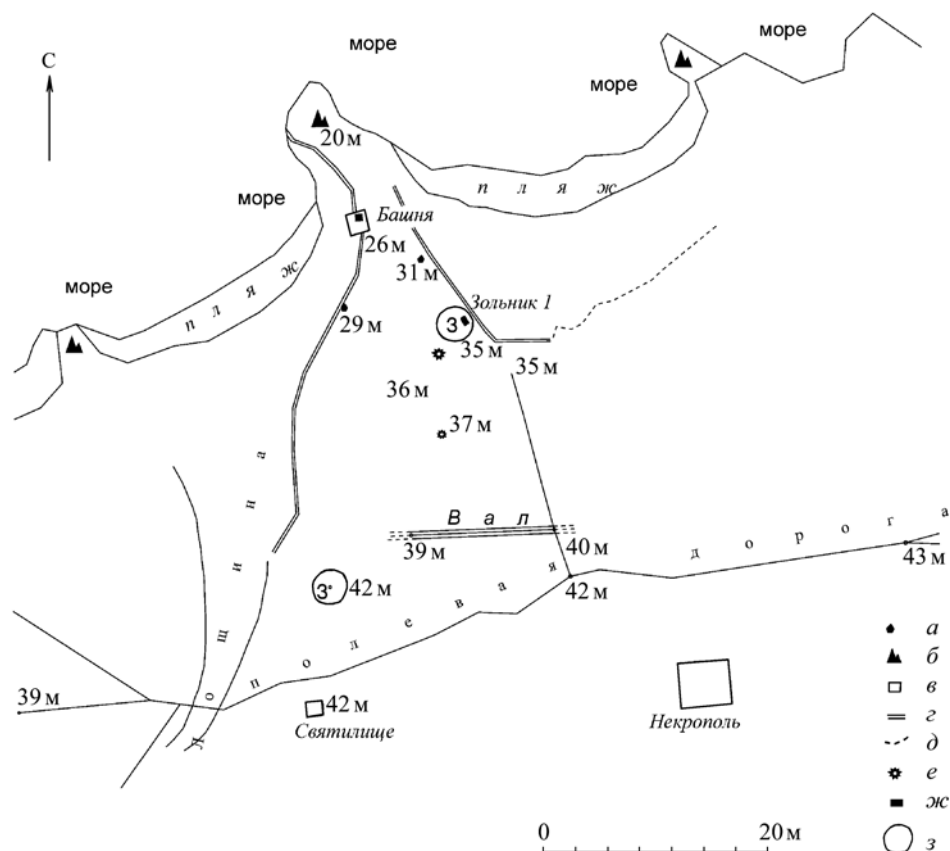 море
море
С
море
20 м
пляж
море
Башня
26 м
31 м
море
пляж
Зольник 1
29 м
З
35 м
35 м
36 м
37 м
Вал
39 м
40 м
дорога
43 м
З
42 м
42 м
полевая
Лощина
39 м
42 м
Святилище
Некрополь
а
б
в
г
д
е
ж
з
0 20 м